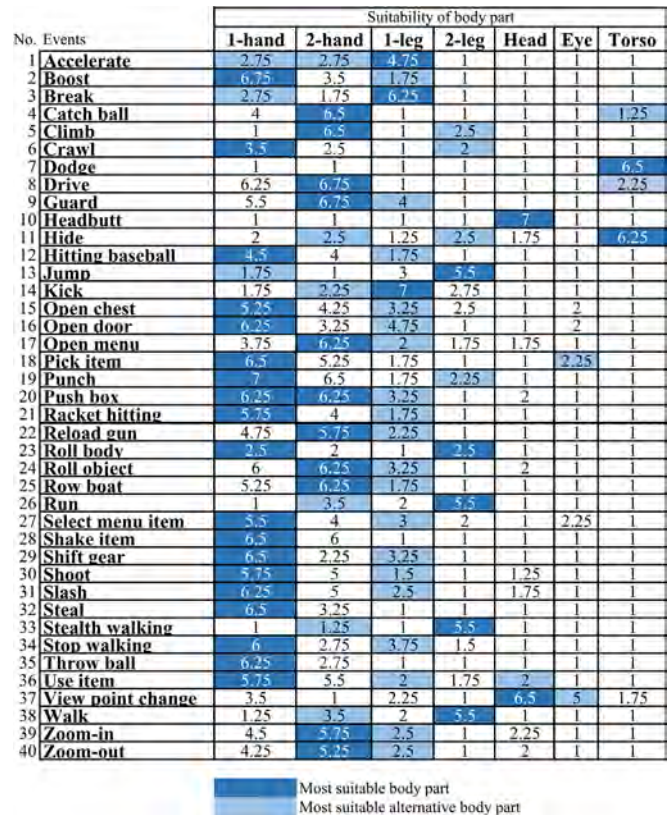 Suitability of body part
No. Events 1-hand 2-hand 1-leg 2-leg Head Eye Torso
1 Accelerate 2.75 2.75 4.75 1 1 1 1
2 Boost 6.75 3.5 1.75 1 1 1 1
3 Break 2.75 1.75 6.25 1 1 1 1
4 Catch ball 4 6.5 1 1 1 1 1.25
5 Climb 1 6.5 1 2.5 1 1 1
6 Crawl 3.5 2.5 1 2 1 1 1
7 Dodge 1 1 1 1 1 1 6.5
8 Drive 6.25 6.75 1 1 1 1 2.25
9 Guard 5.5 6.75 4 1 1 1 1
10 Headbutt 1 1 1 1 7 1 1
11 Hide 2 2.5 1.25 2.5 1.75 1 6.25
12 Hitting baseball 4.5 4 1.75 1 1 1 1
13 Jump 1.75 1 3 5.5 1 1 1
14 Kick 1.75 2.25 7 2.75 1 1 1
15 Open chest 5.25 4.25 3.25 2.5 1 2 1
16 Open door 6.25 3.25 4.75 1 1 2 1
17 Open menu 3.75 6.25 2 1.75 1.75 1 1
18 Pick item 6.5 5.25 1.75 1 1 2.25 1
19 Punch 7 6.5 1.75 2.25 1 1 1
20 Push box 6.25 6.25 3.25 1 2 1 1
21 Racket hitting 5.75 4 1.75 1 1 1 1
22 Reload gun 4.75 5.75 2.25 1 1 1 1
23 Roll body 2.5 2 1 2.5 1 1 1
24 Roll object 6 6.25 3.25 1 2 1 1
25 Row boat 5.25 6.25 1.75 1 1 1 1
26 Run 1 3.5 2 5.5 1 1 1
27 Select menu item 5.5 4 3 2 1 2.25 1
28 Shake item 6.5 6 1 1 1 1 1
29 Shift gear 6.5 2.25 3.25 1 1 1 1
30 Shoot 5.75 5 1.5 1 1.25 1 1
31 Slash 6.25 5 2.5 1 1.75 1 1
32 Steal 6.5 3.25 1 1 1 1 1
33 Stealth walking 1 1.25 1 5.5 1 1 1
34 Stop walking 6 2.75 3.75 1.5 1 1 1
35 Throw ball 6.25 2.75 1 1 1 1 1
36 Use item 5.75 5.5 2 1.75 2 1 1
37 View point change 3.5 1 2.25 1 6.5 5 1.75
38 Walk 1.25 3.5 2 5.5 1 1 1
39 Zoom-in 4.5 5.75 2.5 1 2.25 1 1
40 Zoom-out 4.25 5.25 2.5 1 2 1 1
Most suitable body part
Most suitable alternative body part